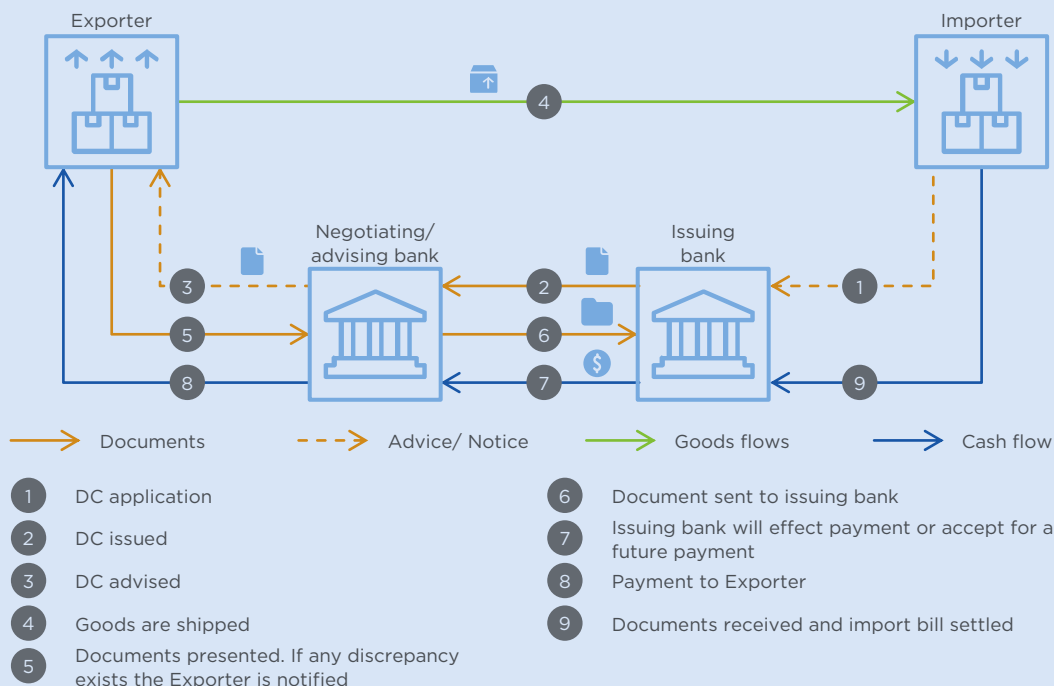 Exporter
Importer
4
Negotiating/
advising bank
Issuing
bank
3
2
1
5
6
$
8
7
9
Documents
Advice/ Notice
Goods flows
Cash flow
1 DC application
2 DC issued
3 DC advised
4 Goods are shipped
5 Documents presented. If any discrepancy
exists the Exporter is notified
6 Document sent to issuing bank
7 Issuing bank will effect payment or accept for a
future payment
8 Payment to Exporter
9 Documents received and import bill settled